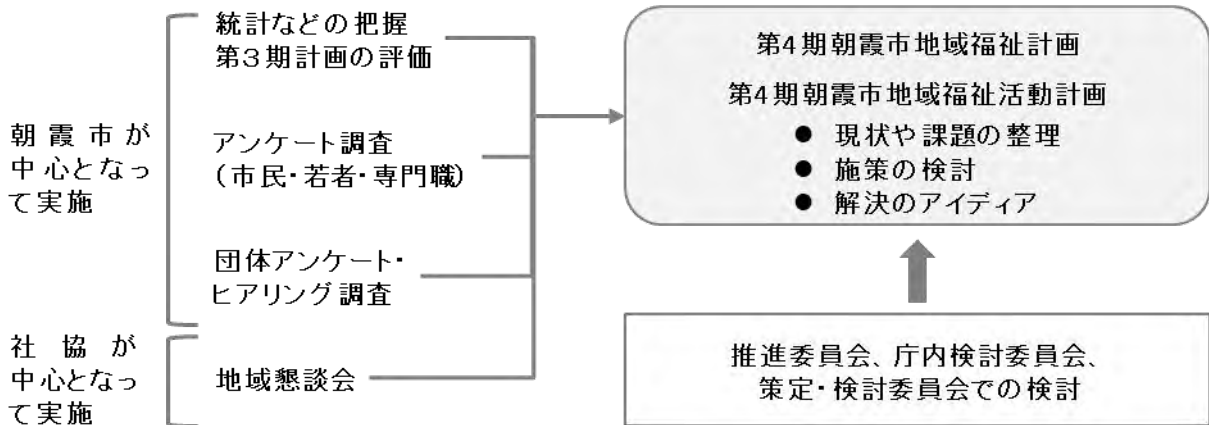 朝霞市が
中心となっ
て実施
統計などの把握
第3期計画の評価
アンケート調査
(市民・若者・専門職)
団体アンケート・
ヒアリング調査
社協が
中心となっ
て実施
地域懇談会
第4期朝霞市地域福祉計画
第4期朝霞市地域福祉活動計画
● 現状や課題の整理
● 施策の検討
● 解決のアイディア
推進委員会、庁内検討委員会、
策定・検討委員会での検討